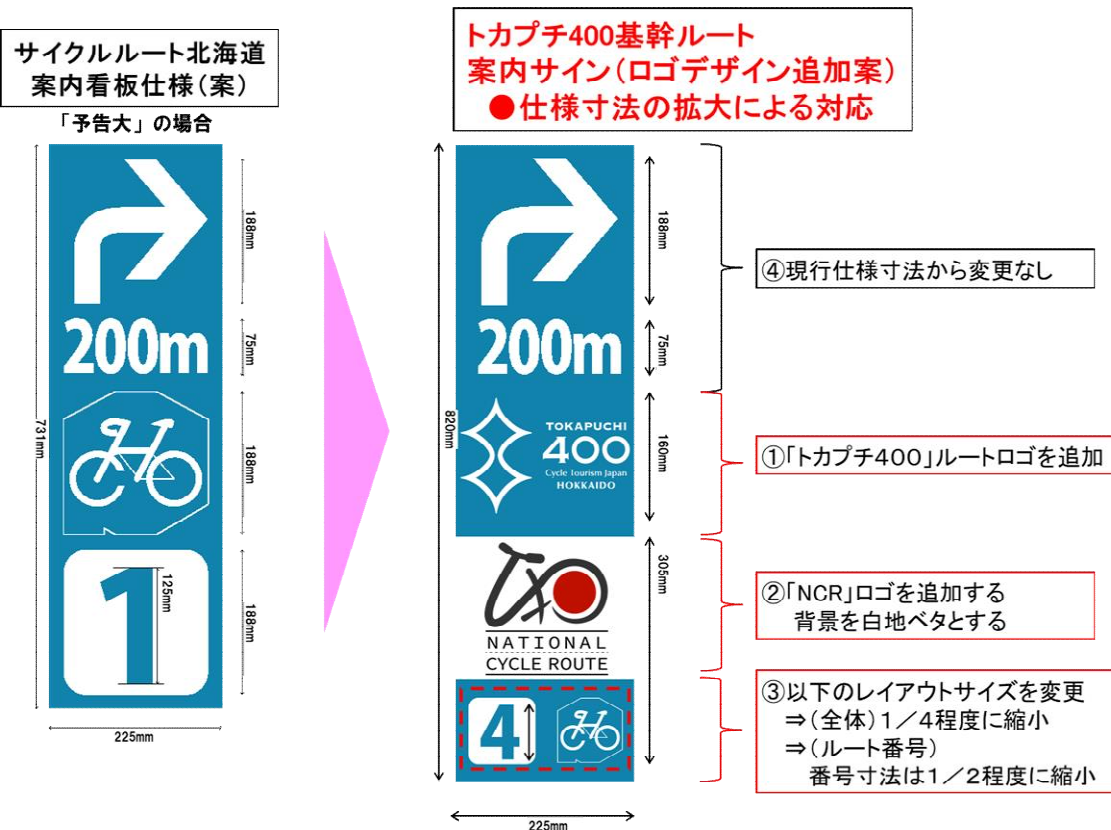 サイクルルート北海道
案内看板仕様(案)
「予告大」の場合
731mm
188mm
200m
75mm
188mm
1
125mm
188mm
225mm
トカプチ400基幹ルート
案内サイン(ロゴデザイン追加案)
●仕様寸法の拡大による対応
820mm
188mm
200m
75mm
TOKAPUCHI
400
Cycle Tourism Japan
HOKKAIDO
160mm
305mm
NATIONAL
CYCLE ROUTE
4
225mm
④現行仕様寸法から変更なし
①「トカプチ400」ルートロゴを追加
②「NCR」ロゴを追加する
背景を白地ベタとする
③以下のレイアウトサイズを変更
⇒(全体)1/4程度に縮小
⇒(ルート番号)
番号寸法は1/2程度に縮小